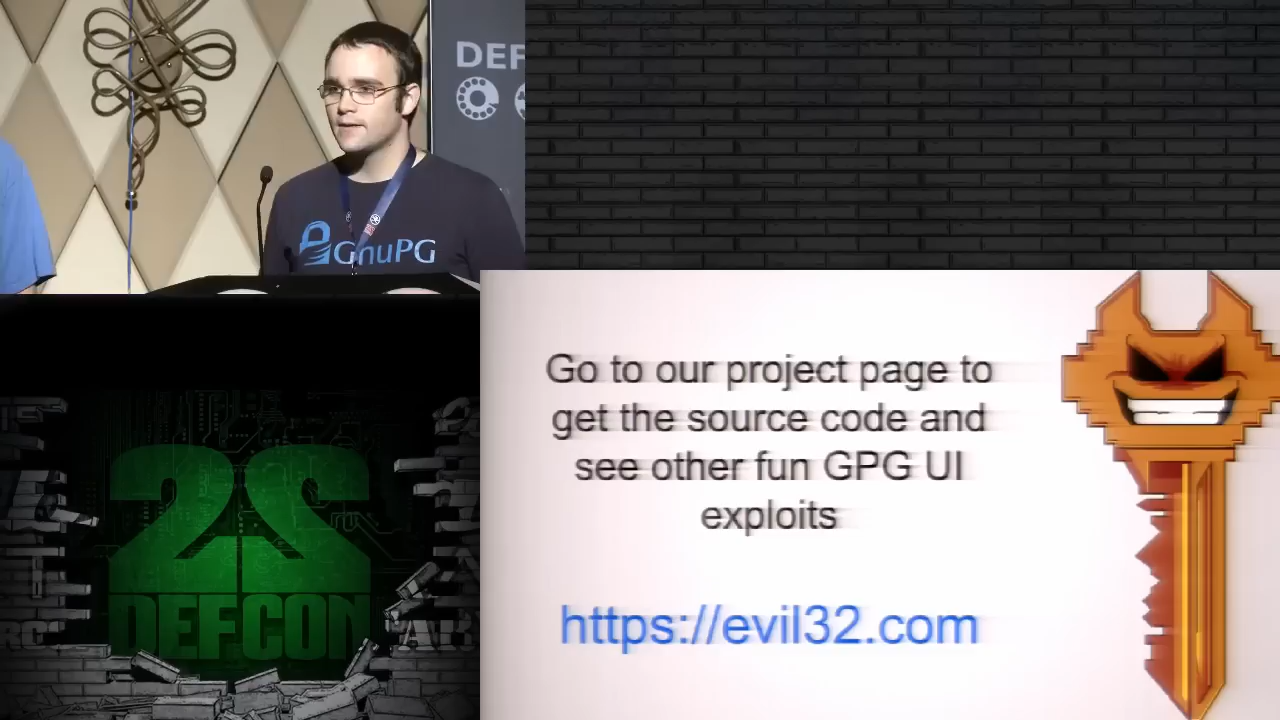 DEF
GnuPG
Go to our project page to
get the source code and
see other fun GPG UI
exploits
https://evil32.com
22
DEFCON